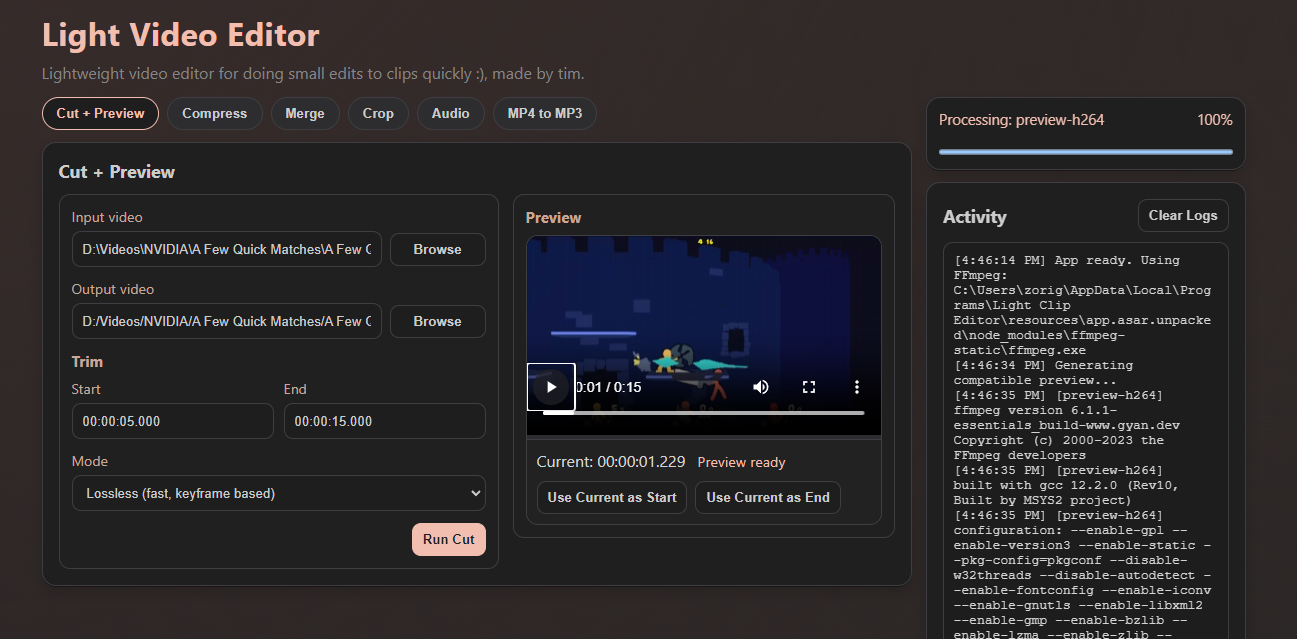 Light Video Editor
Lightweight video editor for doing small edits to clips quickly :), made by tim.
Cut + Preview
Compress
Merge
Crop
Audio
MP4 to MP3
Cut + Preview
Input video
D:\Videos\NVIDIA\A Few Quick Matches\A Few
Browse
Output video
D:/Videos/NVIDIA/A Few Quick Matches/A Few
Browse
Trim
Start
End
00:00:05.000
00:00:15.000
Mode
Lossless (fast, keyframe based)
Run Cut
Preview
4 16
0:01 / 0:15
Current: 00:00:01.229
Preview ready
Use Current as Start
Use Current as End
Processing: preview-h264
100%
Activity
Clear Logs
[4:46:14 PM] App ready. Using
FFmpeg:
C:\Users\zorig\AppData\Local\Prog
rams\Light Clip
Editor\resources\app.asar.unpacke
d\node_modules\ffmpeg-
static\ffmpeg.exe
[4:46:34 PM] Generating
compatible preview...
[4:46:35 PM] [preview-h264]
ffmpeg version 6.1.1-
essentials_build-www.gyan.dev
Copyright (c) 2000-2023 the
FFmpeg developers
[4:46:35 PM] [preview-h264]
built with gcc 12.2.0 (Rev10,
Built by MSYS2 project)
[4:46:35 PM] [preview-h264]
configuration: --enable-gpl --
enable-version3 --enable-static -
-pkg-config=pkgconf --disable-
w32threads --disable-autodetect -
-enable-fontconfig --enable-iconv
--enable-gnutls --enable-libxml2
--enable-gmp --enable-bzlib --
enable-lzma --enable-zlib --